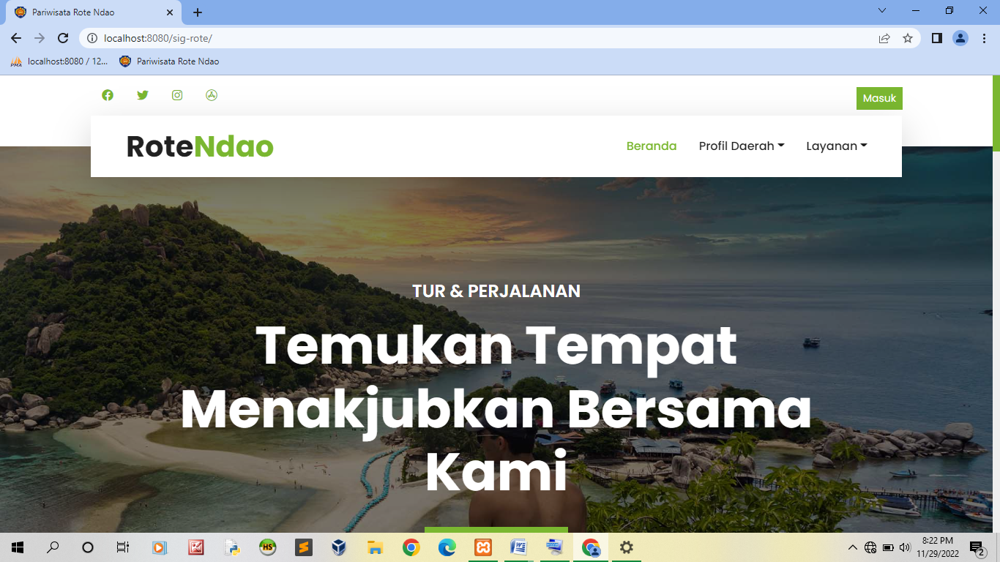 Pariwisata Rote Ndao
localhost:8080/sig-rote/
localhost:8080 / 12...
Pariwisata Rote Ndao
Masuk
RoteNdao
Beranda
Profil Daerah
Layanan
TUR & PERJALANAN
Temukan Tempat
Menakjubkan Bersama
Kami
8:22 PM
11/29/2022
2